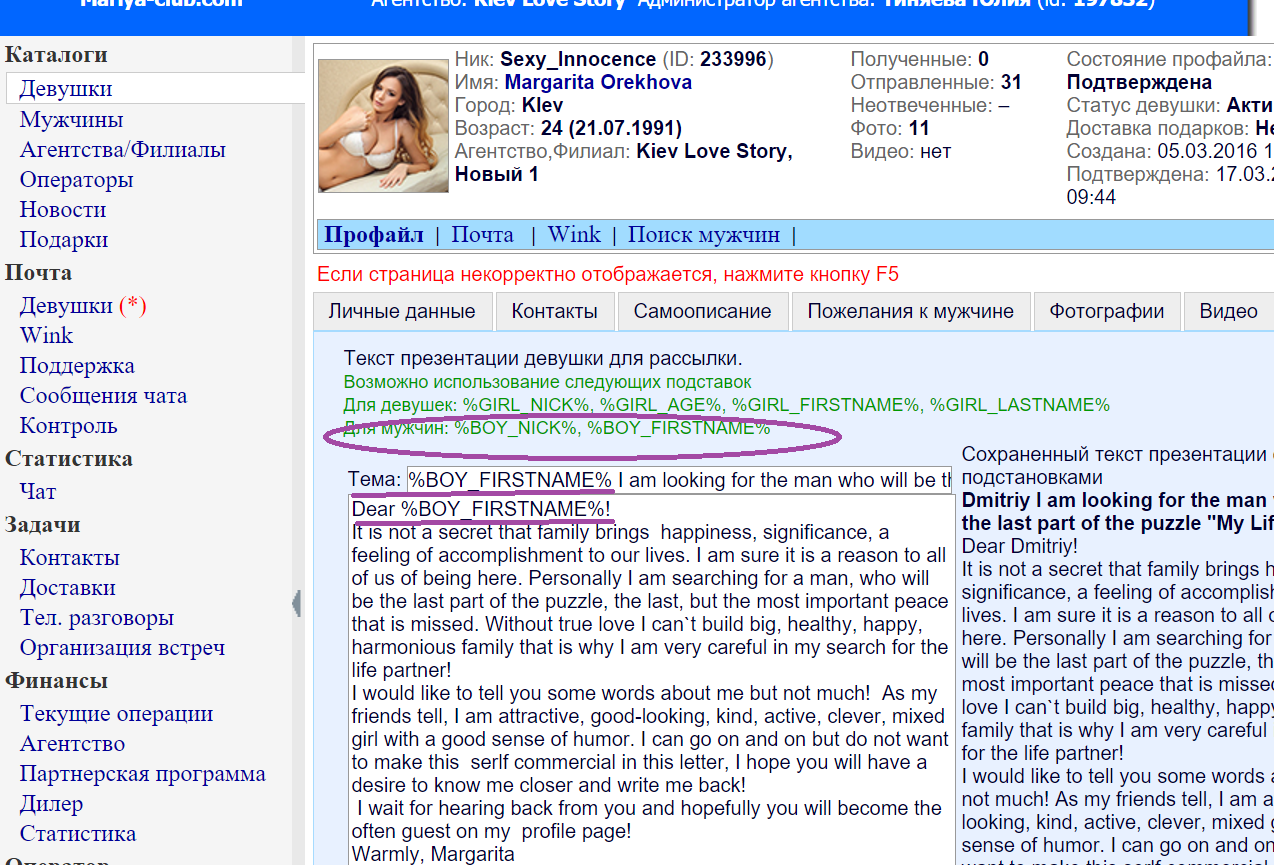 Mariya-club.com
Агентство: Kiev Love Story Администратор агентства: Тиняева Юлия (id: 197832)
Каталоги
Девушки
Мужчины
Агентства/Филиалы
Операторы
Новости
Подарки
Почта
Девушки (*)
Wink
Поддержка
Сообщения чата
Контроль
Статистика
Чат
Задачи
Контакты
Доставки
Тел. разговоры
Организация встреч
Финансы
Текущие операции
Агентство
Партнерская программа
Дилер
Статистика
Оператор
Ник: Sexy_Innocence (ID: 233996)
Имя: Margarita Orekhova
Город: KIev
Возраст: 24 (21.07.1991)
Агентство,Филиал: Kiev Love Story,
Новый 1
Полученные: 0
Отправленные: 31
Неотвеченные: –
Фото: 11
Видео: нет
Состояние профайла:
Подтверждена
Статус девушки: Акти
Доставка подарков: Не
Создана: 05.03.2016 1
Подтверждена: 17.03.2
09:44
Профайл | Почта | Wink | Поиск мужчин |
Если страница некорректно отображается, нажмите кнопку F5
Личные данные Контакты Самоописание Пожелания к мужчине Фотографии Видео
Текст презентации девушки для рассылки.
Возможно использование следующих подставок
Для девушек: %GIRL_NICK%, %GIRL_AGE%, %GIRL_FIRSTNAME%, %GIRL_LASTNAME%
Для мужчин: %BOY_NICK%, %BOY_FIRSTNAME%
Тема: %BOY_FIRSTNAME% I am looking for the man who will be th
Dear %BOY_FIRSTNAME%!
It is not a secret that family brings  happiness, significance, a
feeling of accomplishment to our lives. I am sure it is a reason to all
of us of being here. Personally I am searching for a man, who will
be the last part of the puzzle, the last, but the most important peace
that is missed. Without true love I can`t build big, healthy, happy,
harmonious family that is why I am very careful in my search for the
life partner!
I would like to tell you some words about me but not much!  As my
friends tell, I am attractive, good-looking, kind, active, clever, mixed
girl with a good sense of humor. I can go on and on but do not want
to make this  serlf commercial in this letter, I hope you will have a
desire to know me closer and write me back!
I wait for hearing back from you and hopefully you will become the
often guest on my  profile page!
Warmly, Margarita
Сохраненный текст презентации
подстановками
Dmitriy I am looking for the man
the last part of the puzzle "My Lif
Dear Dmitriy!
It is not a secret that family brings h
significance, a feeling of accomplish
lives. I am sure it is a reason to all o
here. Personally I am searching for
will be the last part of the puzzle, th
most important peace that is missed
love I can`t build big, healthy, happy
family that is why I am very careful
for the life partner!
I would like to tell you some words a
not much! As my friends tell, I am a
looking, kind, active, clever, mixed g
sense of humor. I can go on and on
want to make this serlf commercial